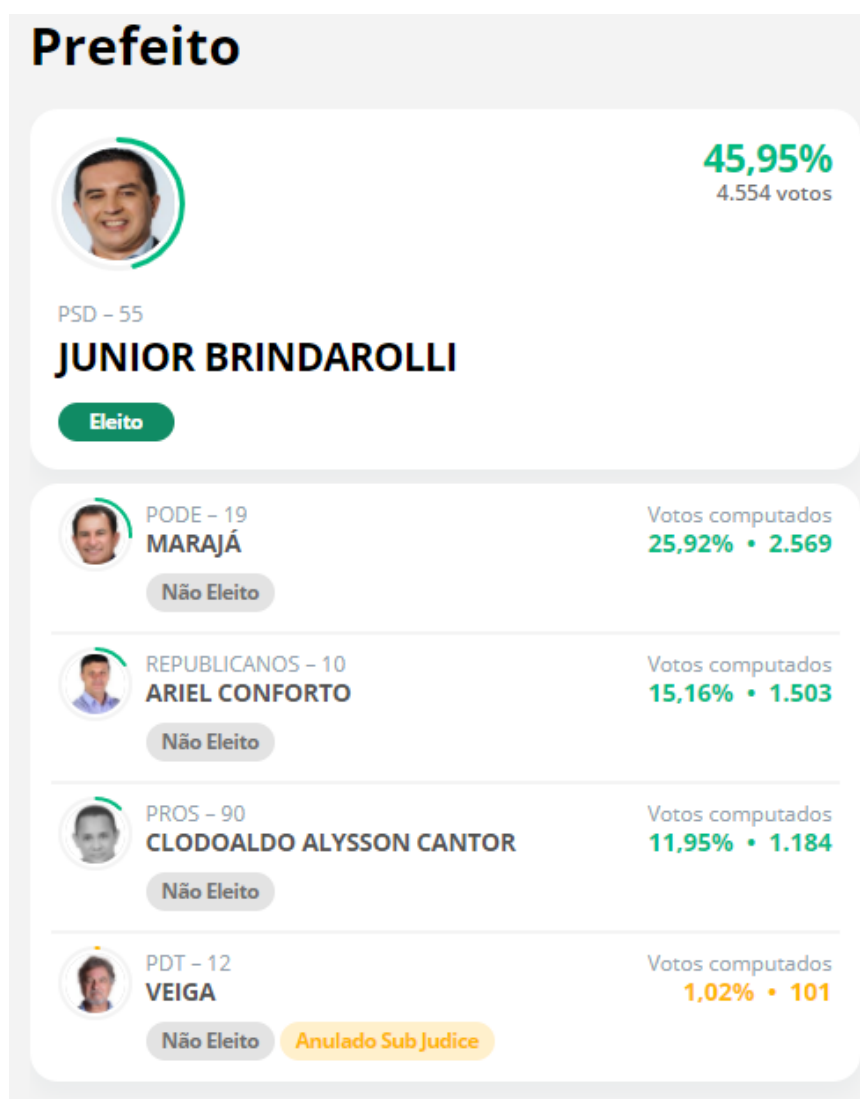 Prefeito
45,95%
4.554 votos
PSD – 55
JUNIOR BRINDAROLLI
Eleito
PODE – 19
MARAJÁ
Não Eleito
Votos computados
25,92% • 2.569
REPUBLICANOS – 10
ARIEL CONFORTO
Não Eleito
Votos computados
15,16% • 1.503
PROS – 90
CLODOALDO ALYSSON CANTOR
Não Eleito
Votos computados
11,95% • 1.184
PDT – 12
VEIGA
Não Eleito Anulado Sub Judice
Votos computados
1,02% • 101